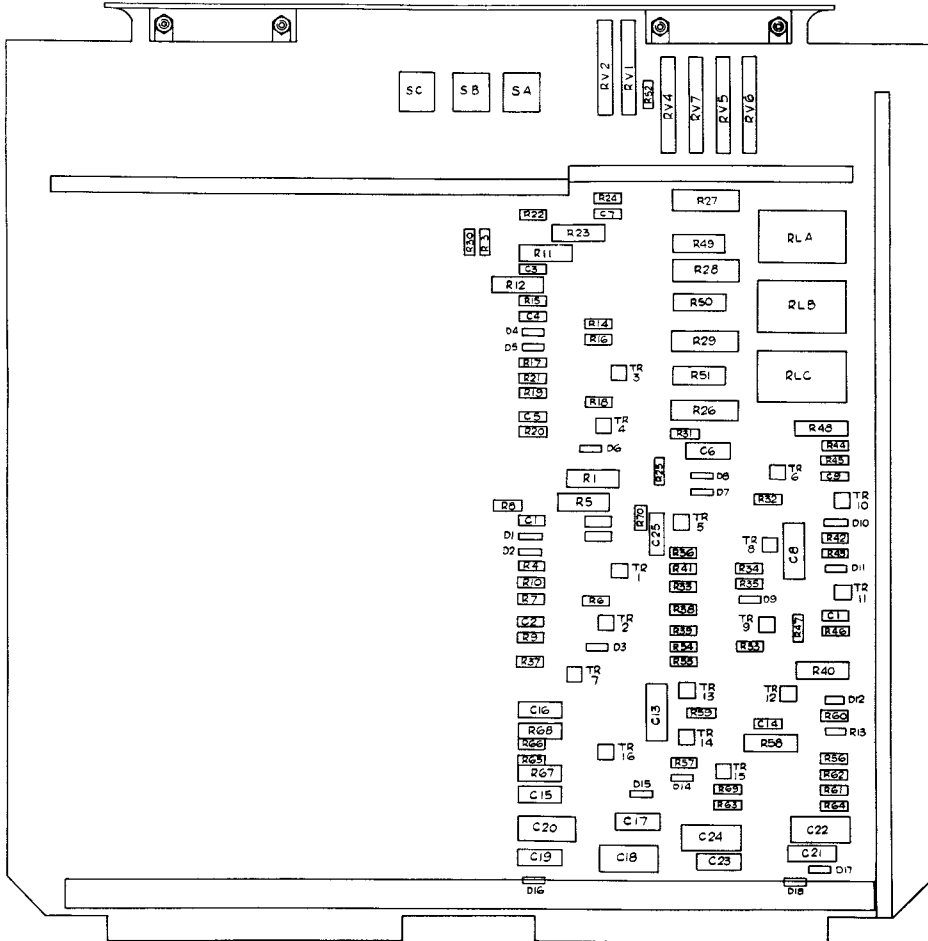 SC
SB
SA
RV2
RV1
R52
RV4
RV7
RV5
RV6
R24
C7
R22
R23
R30
R3
R11
C3
R12
R15
C4
D4
D5
R17
R21
R19
C5
R20
R14
R16
TR
3
R18
TR
4
D6
R27
R49
R28
R50
R29
R51
R26
R31
C6
RLA
RLB
RLC
R48
R44
R45
C9
TR
6
R32
TR
10
D10
R42
R43
D11
TR
11
C1
R46
R1
R5
R25
D8
D7
R8
C1
D1
D2
R4
R10
R7
C2
R9
R37
R70
C25
TR
5
TR
1
R6
TR
2
D3
TR
7
R36
R41
R33
R38
R39
R54
R55
TR
8
C8
R34
R35
D9
TR
9
R47
R53
R40
C16
R68
R66
R65
R67
C15
C20
C19
D16
TR
16
C13
TR
13
R59
TR
14
R57
D14
D15
C17
C18
TR
12
C14
R58
TR
15
R69
R63
C24
C23
D12
R60
R13
R56
R62
R61
R64
C22
C21
D17
D18